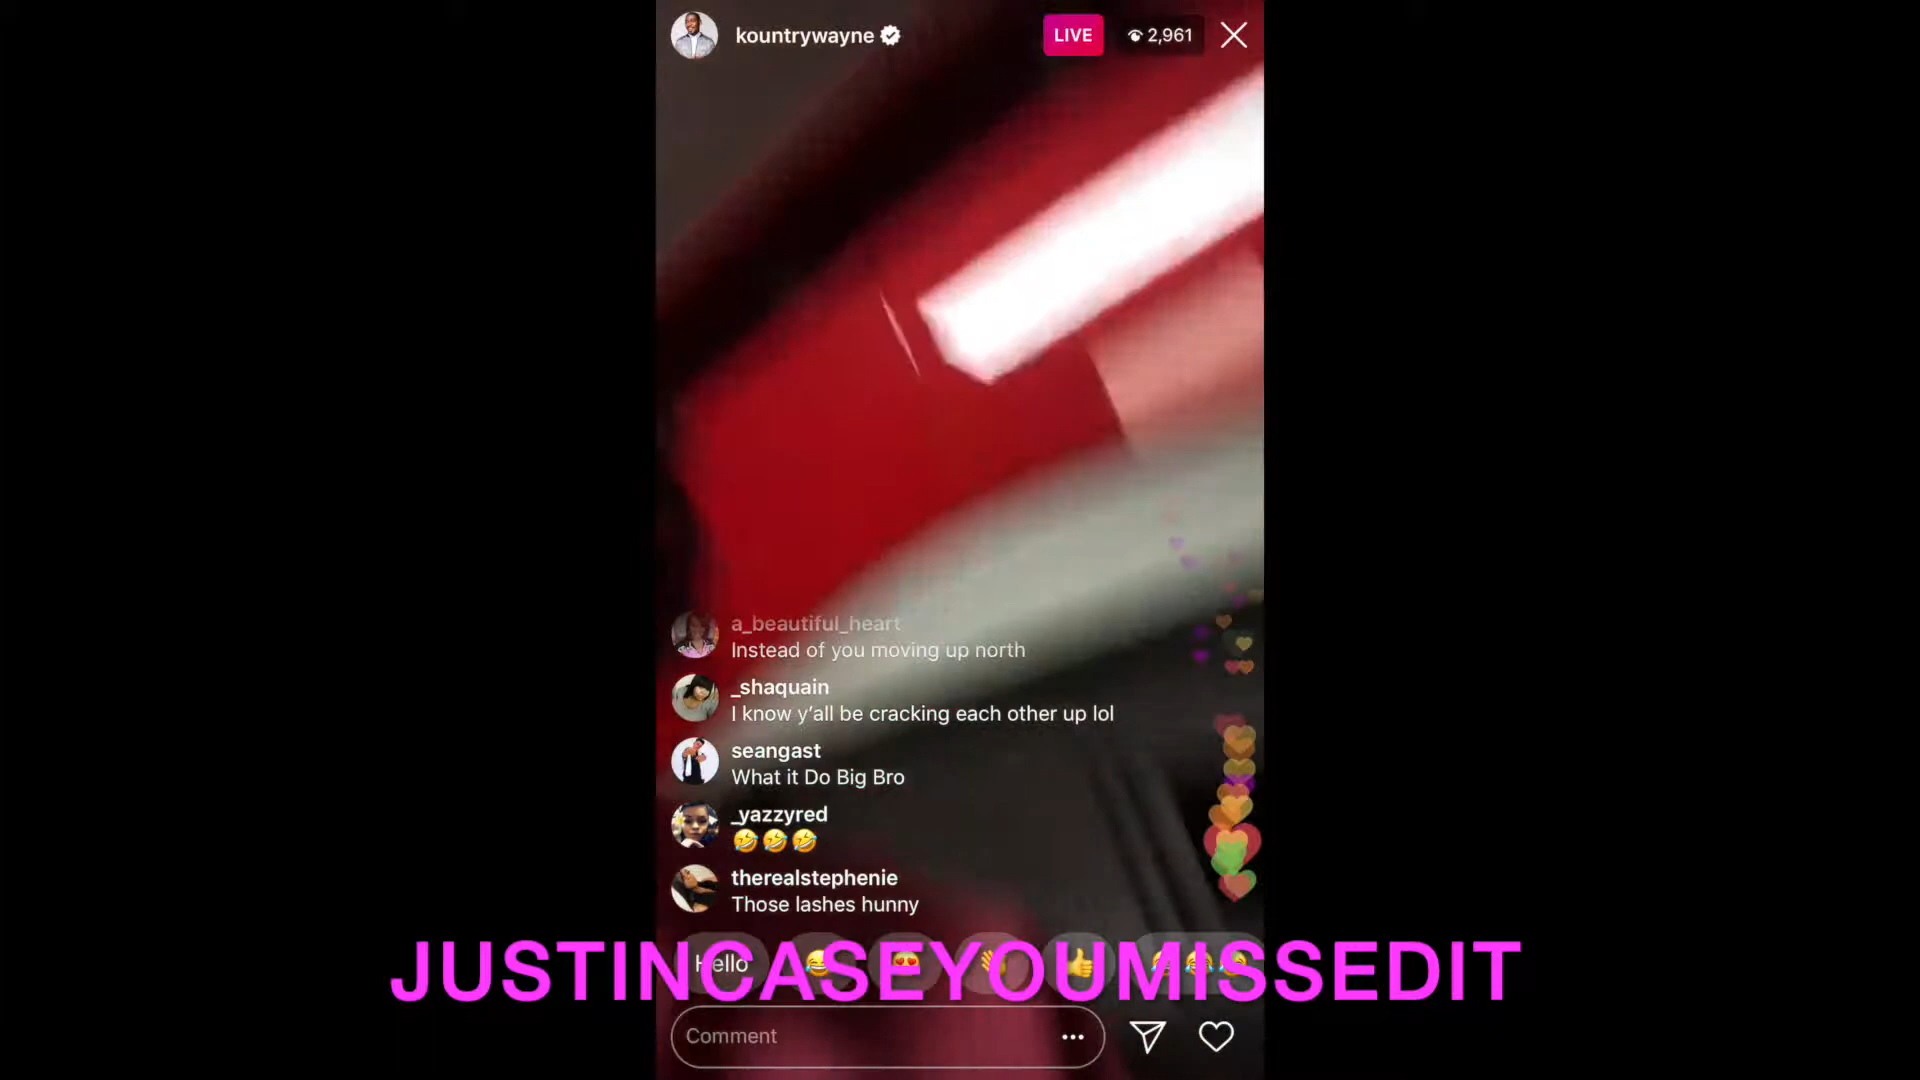 kountrywayne
LIVE
2,961
a_beautiful_heart
Instead of you moving up north
_shaquain
I know y'all be cracking each other up lol
seangast
What it Do Big Bro
_yazzyred
🤣🤣🤣
therealstephenie
Those lashes hunny
Hello
JUSTINCASEYOUMISSEDIT
Comment